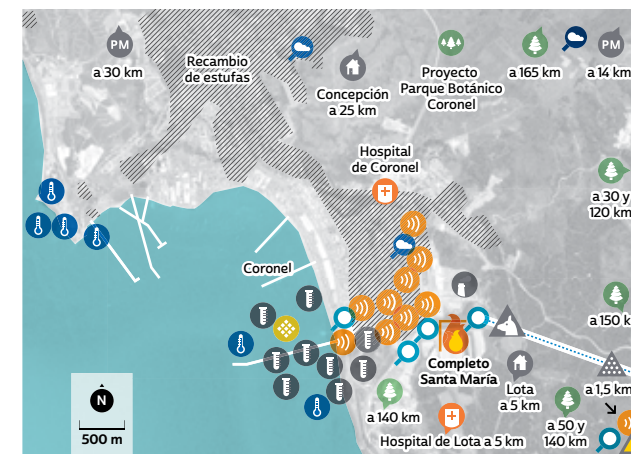 PM
a 30 km
Recambio
de estufas
Concepción
a 25 km
Proyecto
Parque Botánico
Coronel
a 165 km
PM
a 14 km
Hospital
de Coronel
a 30 y
120 km
Coronel
a 150 k
Completo
Santa María
Lota
a 5 km
a 1,5 km
a 140 km
Hospital de Lota a 5 km
a 50 y
140 km
N
500 m